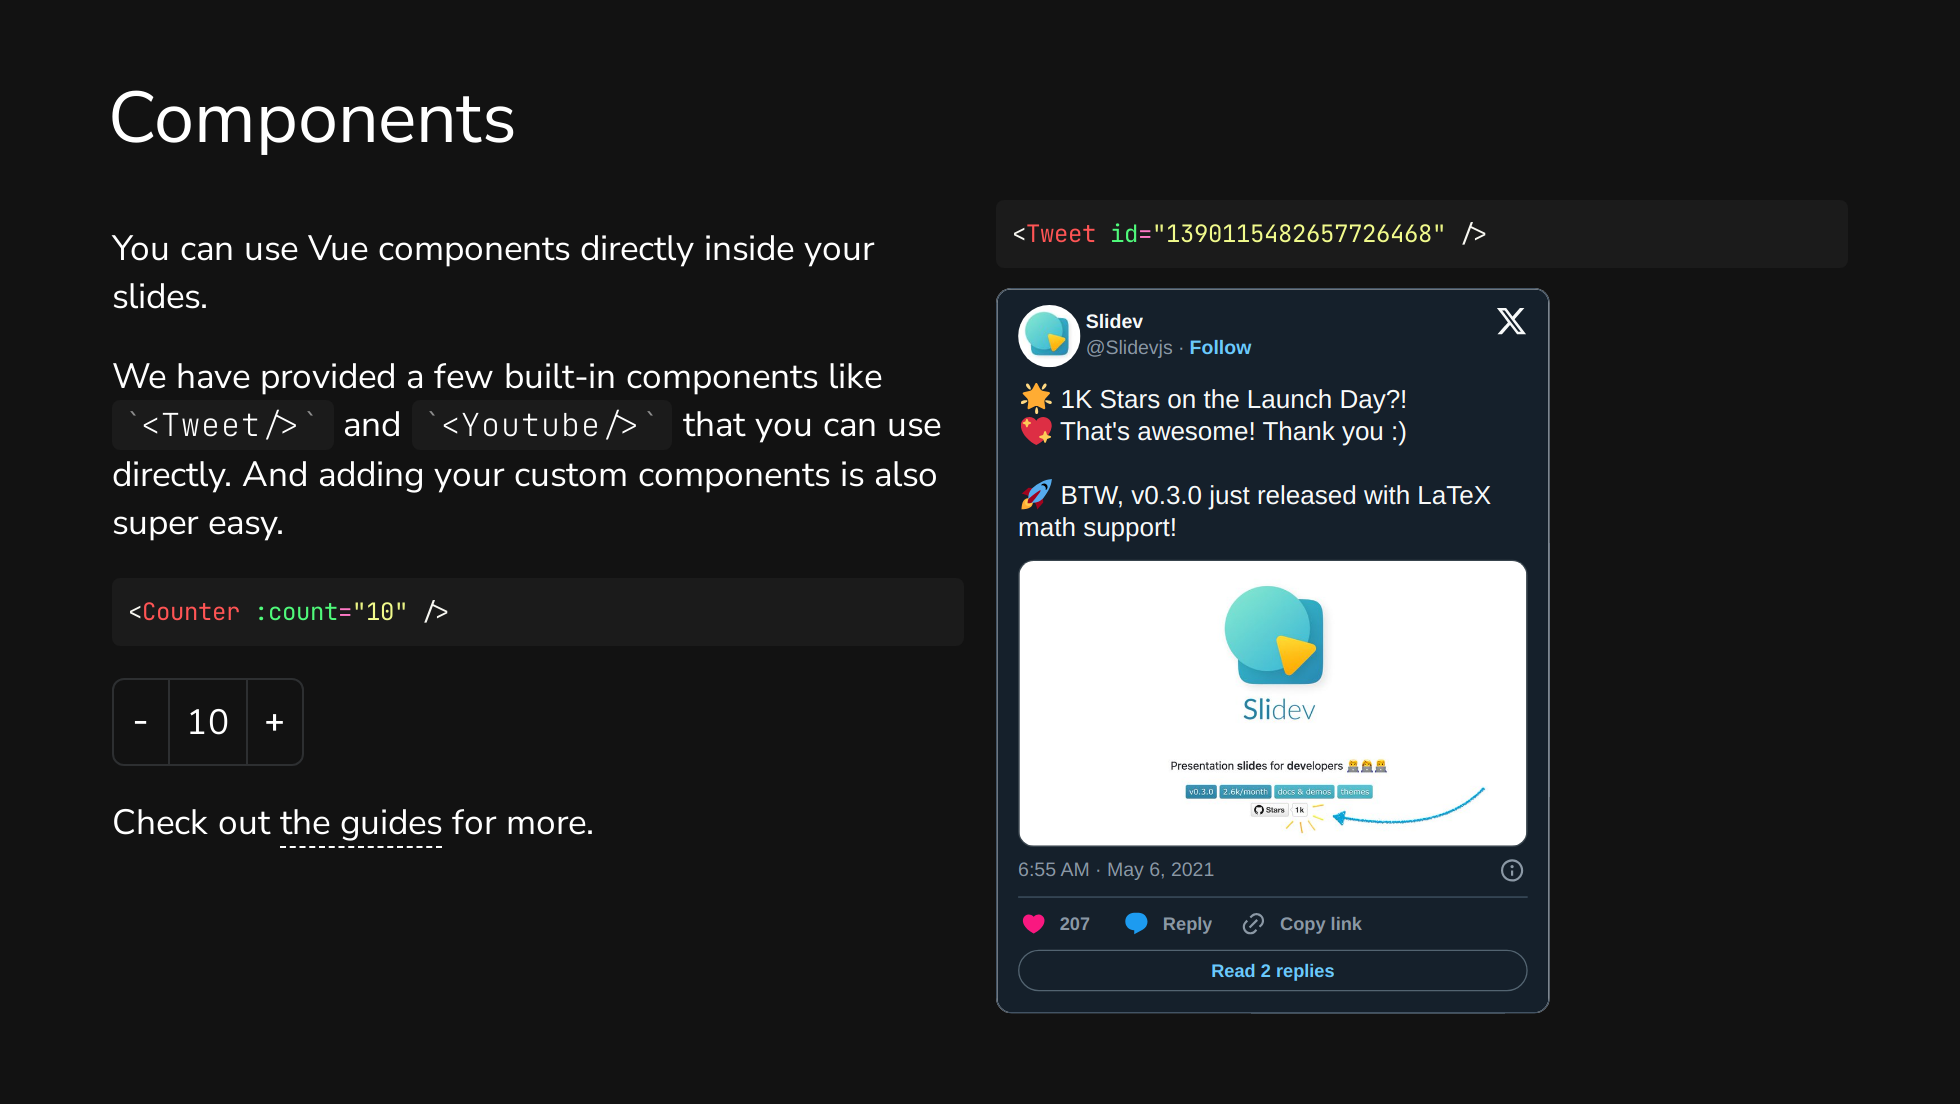 Components
You can use Vue components directly inside your
slides.
We have provided a few built-in components like
`<Tweet/>` and `<Youtube/>` that you can use
directly. And adding your custom components is also
super easy.
<Counter :count="10" />
- 10 +
Check out the guides for more.
<Tweet id="1390115482657726468" />
Slidev
@Slidevjs · Follow
🌟 1K Stars on the Launch Day?!
💖 That's awesome! Thank you :)
🚀 BTW, v0.3.0 just released with LaTeX
math support!
Slidev
Presentation slides for developers 🧑‍💻👩‍💻👨‍💻
v0.3.0 2.6k/month docs & demos themes
Stars 1k
6:55 AM · May 6, 2021
207 Reply Copy link
Read 2 replies